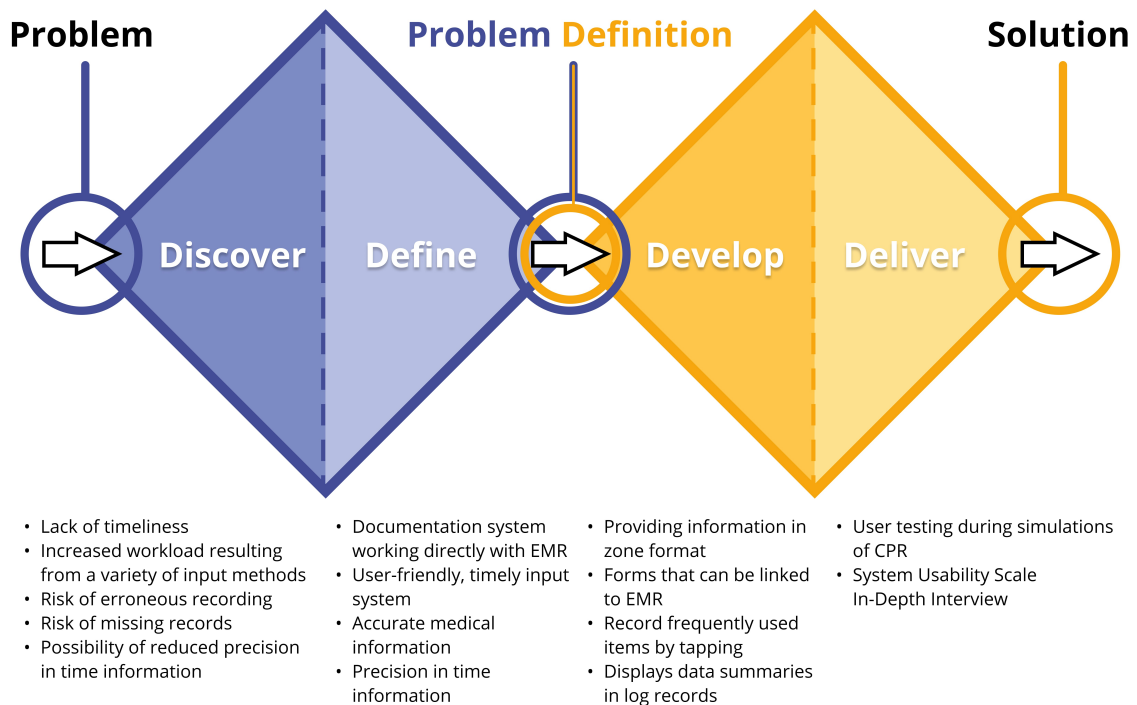 Problem
Problem Definition
Solution
Discover
Define
Develop
Deliver
• Lack of timeliness
• Increased workload resulting
from a variety of input methods
• Risk of erroneous recording
• Risk of missing records
• Possibility of reduced precision
in time information
• Documentation system
working directly with EMR
• User-friendly, timely input
system
• Accurate medical
information
• Precision in time
information
• Providing information in
zone format
• Forms that can be linked
to EMR
• Record frequently used
items by tapping
• Displays data summaries
in log records
• User testing during simulations
of CPR
• System Usability Scale
In-Depth Interview